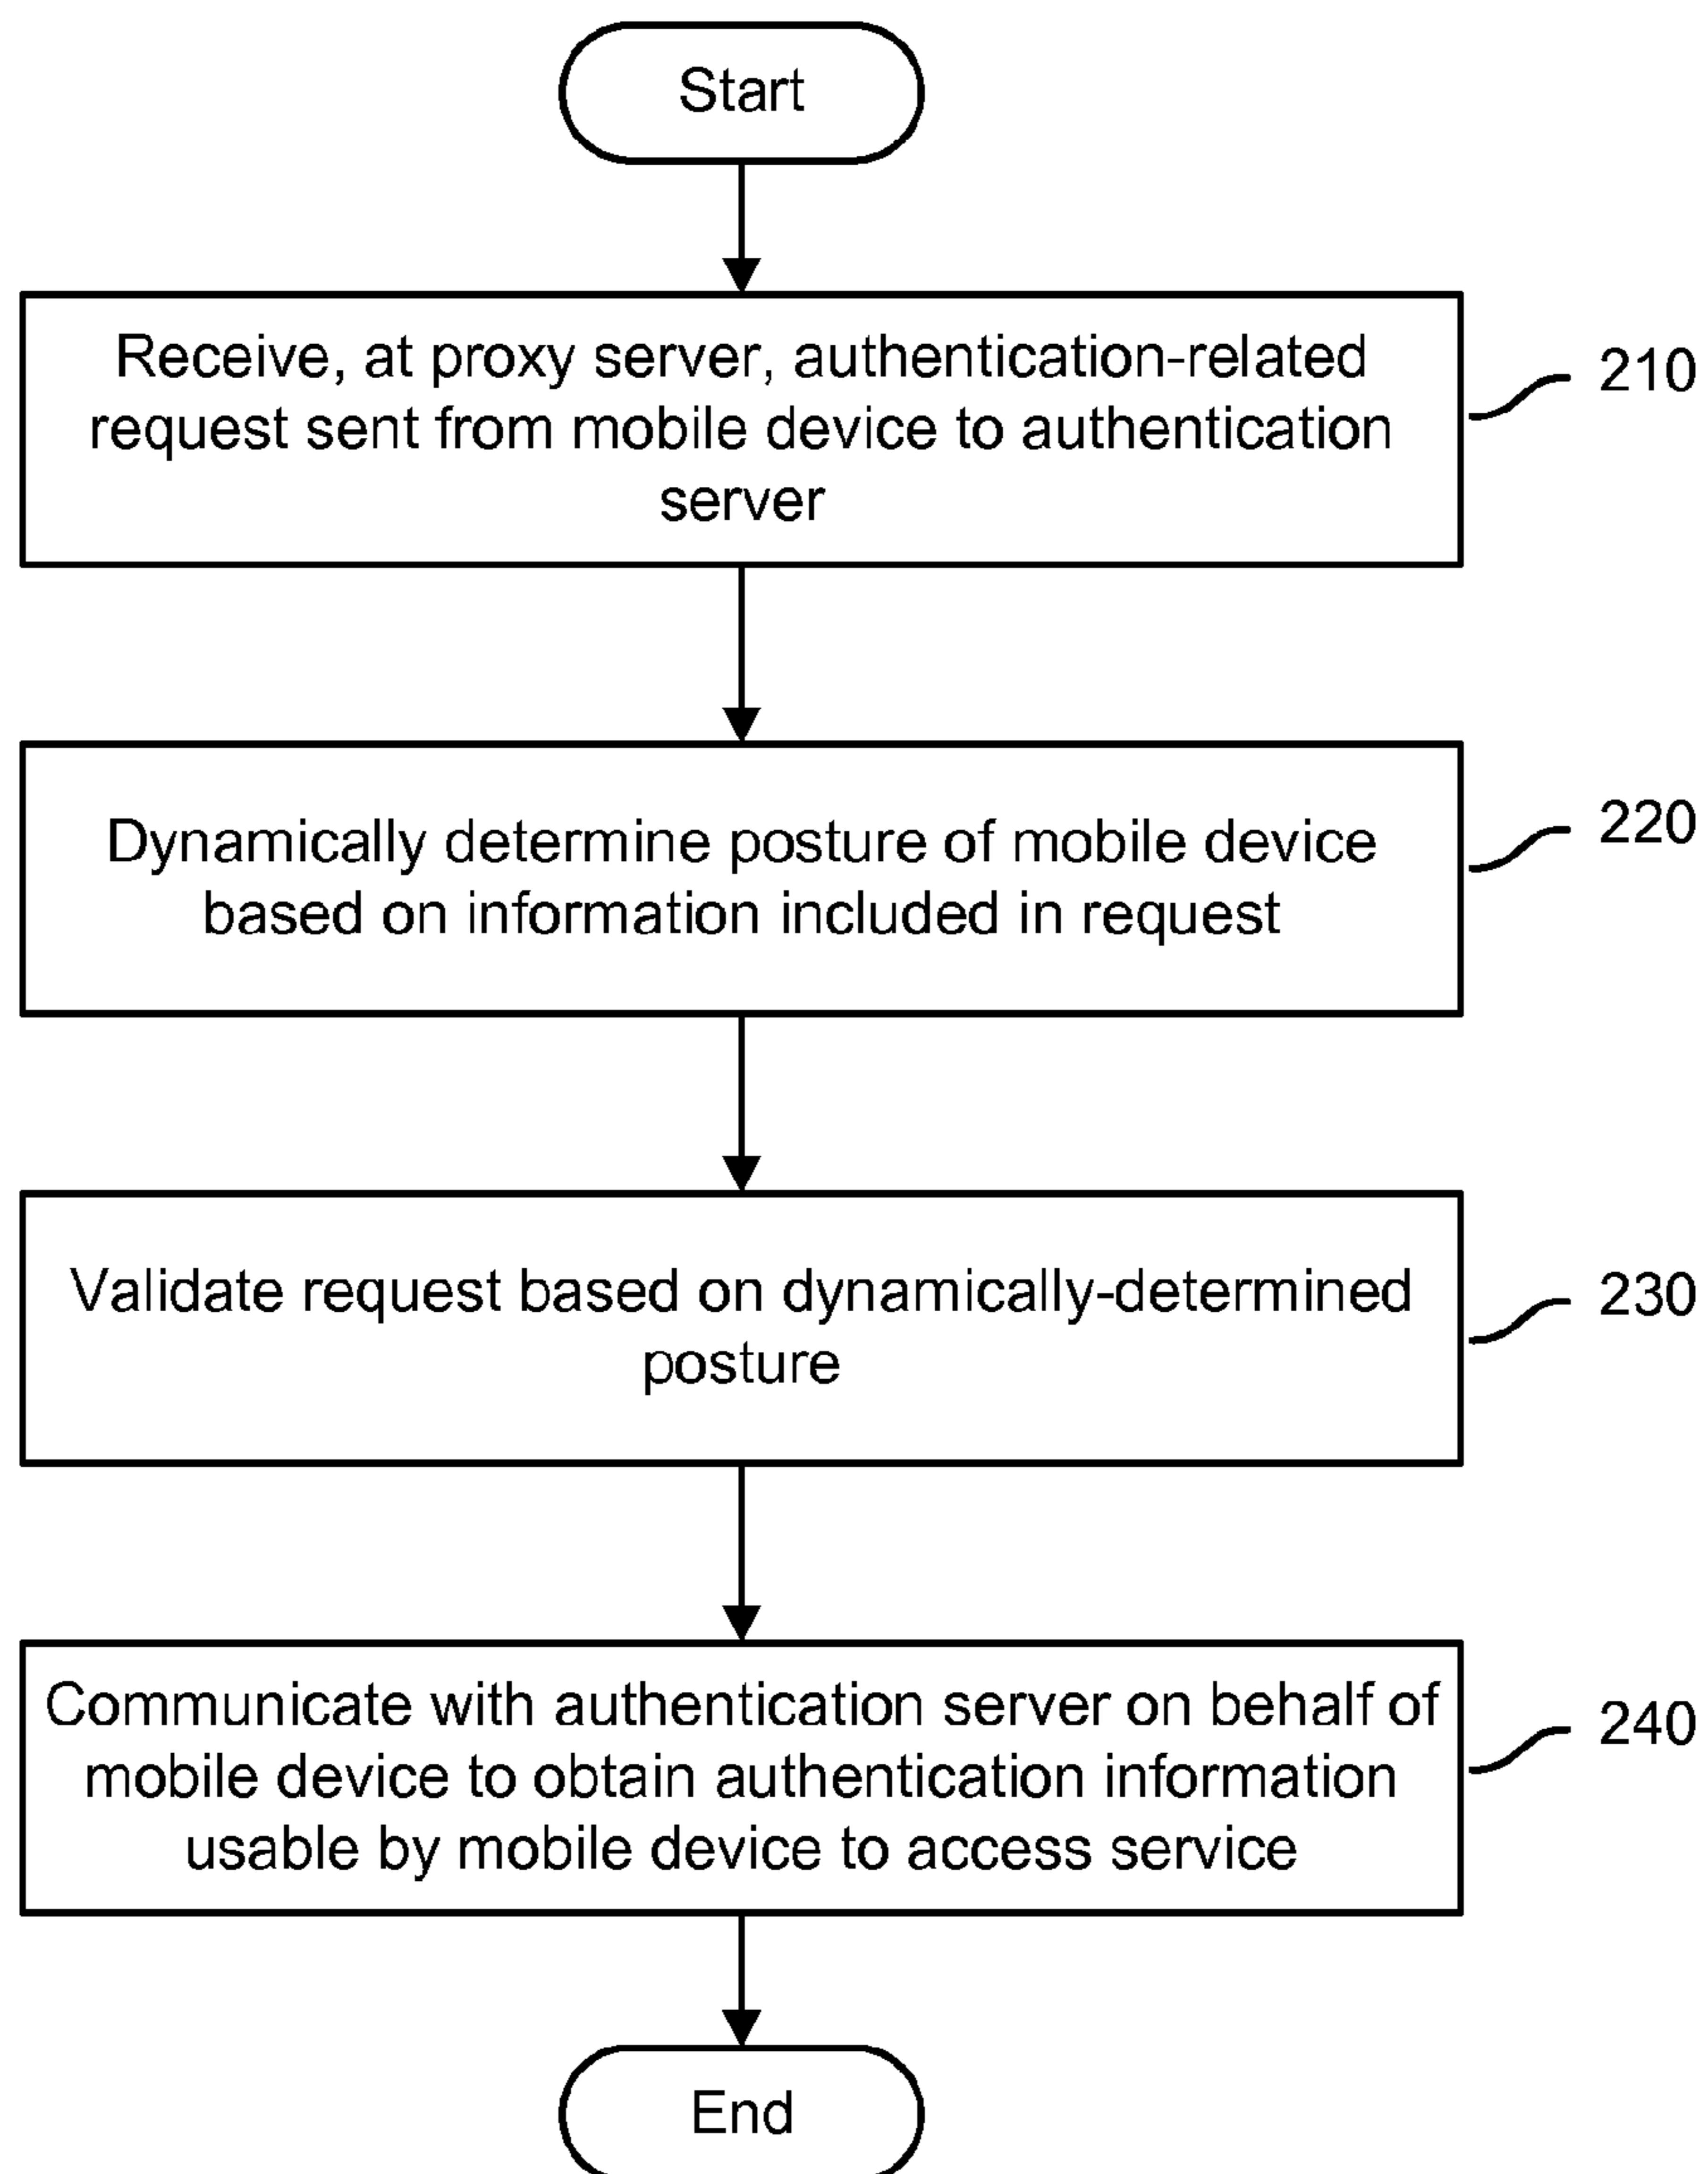 Start
Receive, at proxy server, authentication-related
request sent from mobile device to authentication
server
210
Dynamically determine posture of mobile device
based on information included in request
220
Validate request based on dynamically-determined
posture
230
Communicate with authentication server on behalf of
mobile device to obtain authentication information
usable by mobile device to access service
240
End